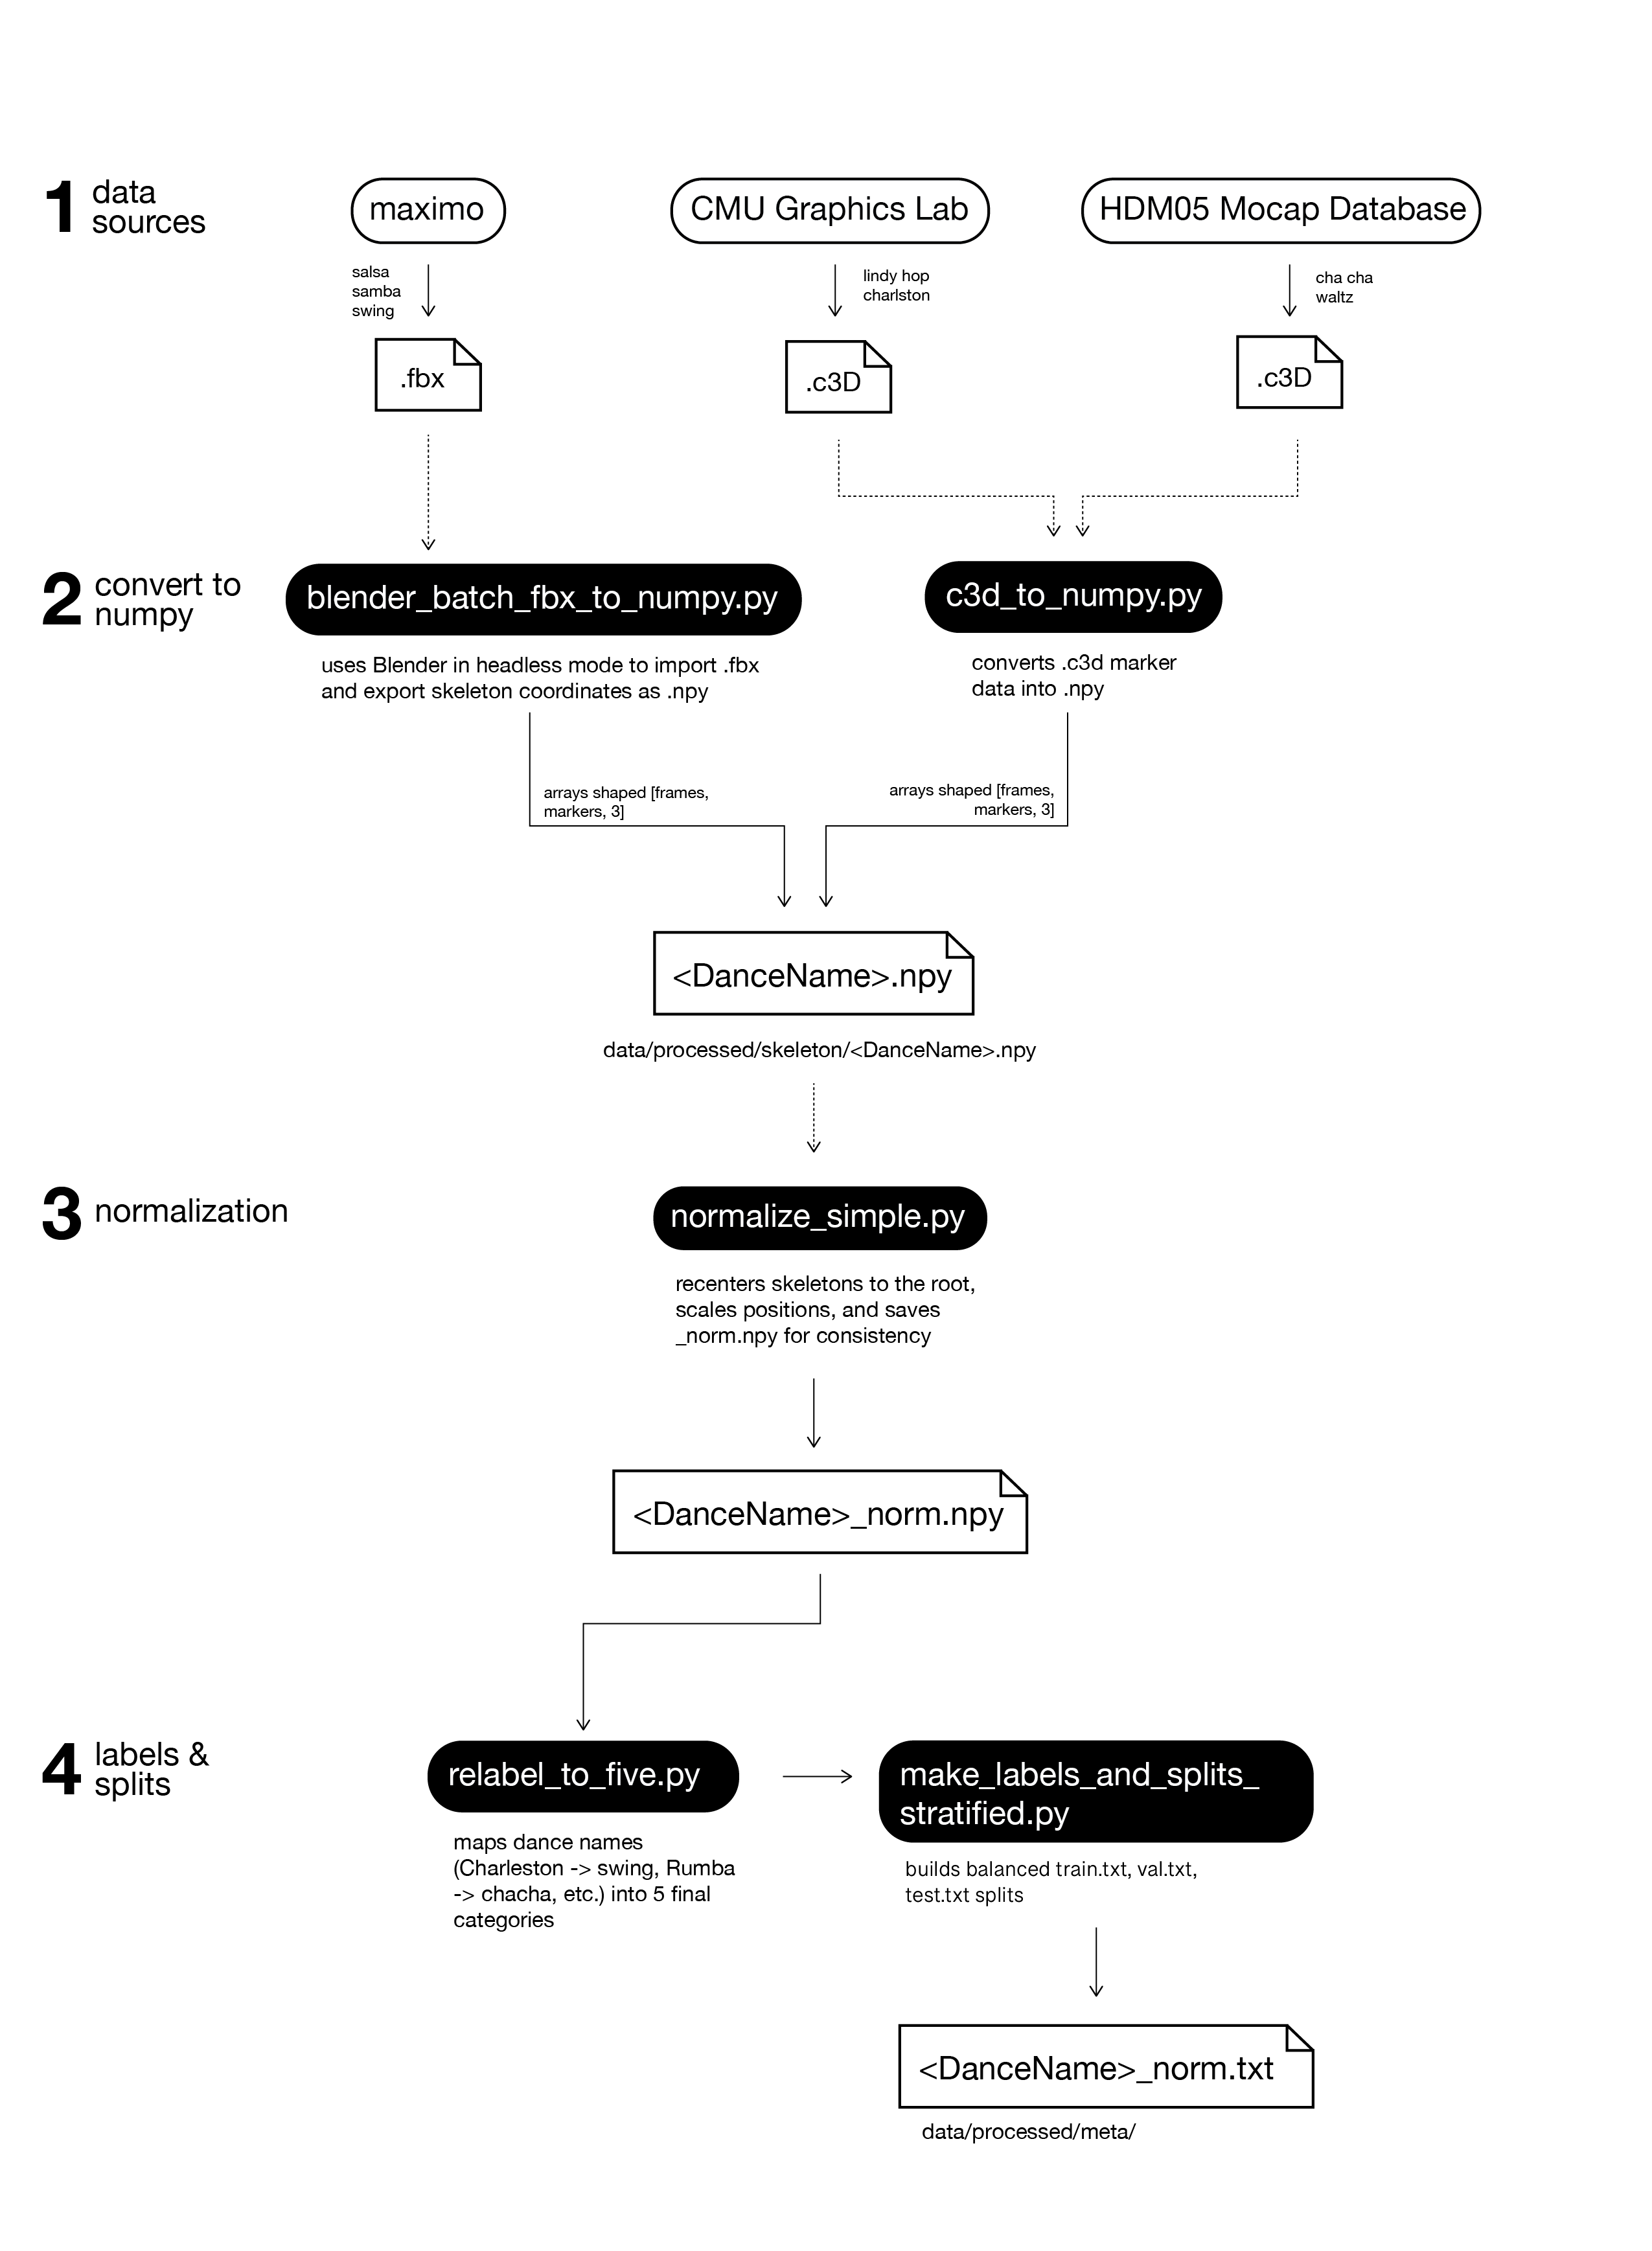 1 data
sources
maximo
CMU Graphics Lab
HDM05 Mocap Database
salsa
samba
swing
lindy hop
charlston
cha cha
waltz
.fbx
.c3D
.c3D
2 convert to
numpy
blender_batch_fbx_to_numpy.py
c3d_to_numpy.py
uses Blender in headless mode to import .fbx
and export skeleton coordinates as .npy
converts .c3d marker
data into .npy
arrays shaped [frames,
markers, 3]
arrays shaped [frames,
markers, 3]
<DanceName>.npy
data/processed/skeleton/<DanceName>.npy
3 normalization
normalize_simple.py
recenters skeletons to the root,
scales positions, and saves
_norm.npy for consistency
<DanceName>_norm.npy
4 labels &
splits
relabel_to_five.py
make_labels_and_splits_
stratified.py
maps dance names
(Charleston -> swing, Rumba
-> chacha, etc.) into 5 final
categories
builds balanced train.txt, val.txt,
test.txt splits
<DanceName>_norm.txt
data/processed/meta/